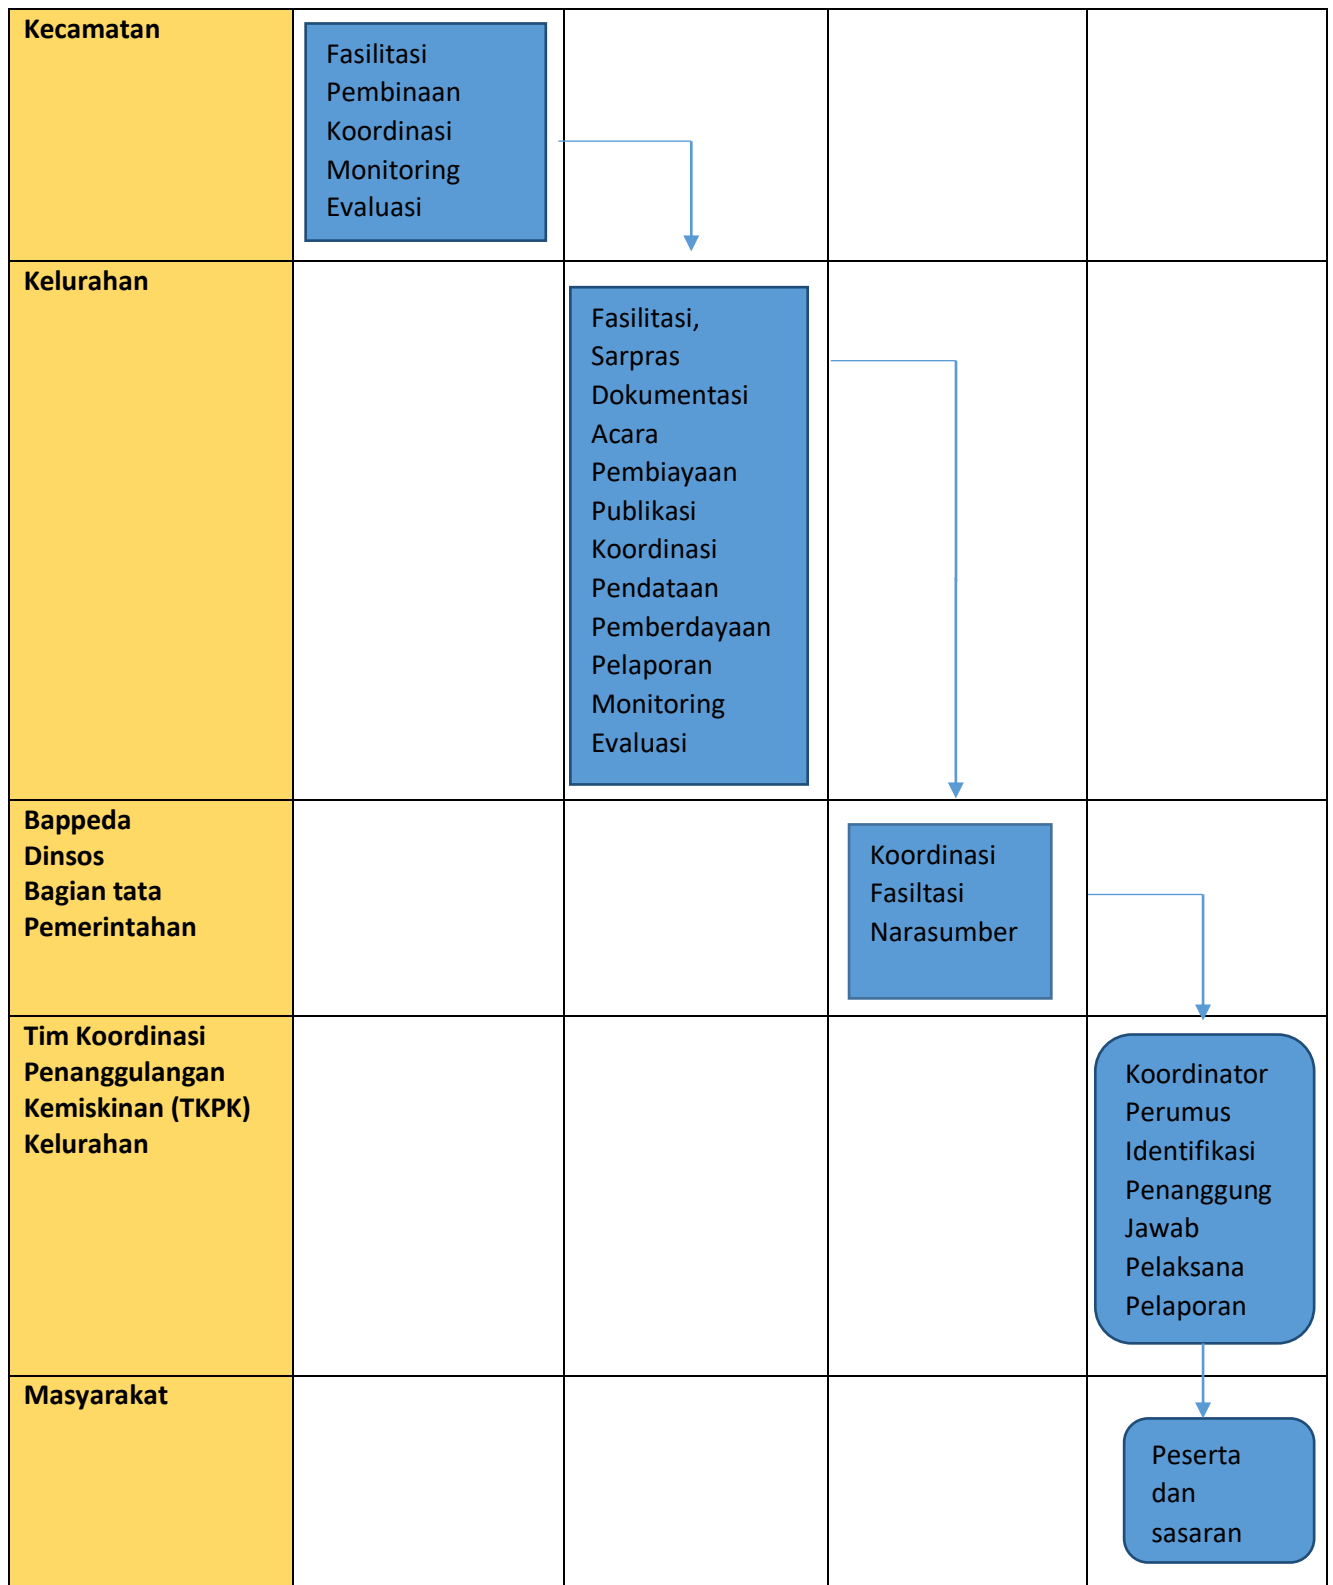 Kecamatan
Fasilitasi
Pembinaan
Koordinasi
Monitoring
Evaluasi
Kelurahan
Fasilitasi,
Sarpras
Dokumentasi
Acara
Pembiayaan
Publikasi
Koordinasi
Pendataan
Pemberdayaan
Pelaporan
Monitoring
Evaluasi
Bappeda
Dinsos
Bagian tata
Pemerintahan
Koordinasi
Fasiltasi
Narasumber
Tim Koordinasi
Penanggulangan
Kemiskinan (TKPK)
Kelurahan
Koordinator
Perumus
Identifikasi
Penanggung
Jawab
Pelaksana
Pelaporan
Masyarakat
Peserta
dan
sasaran